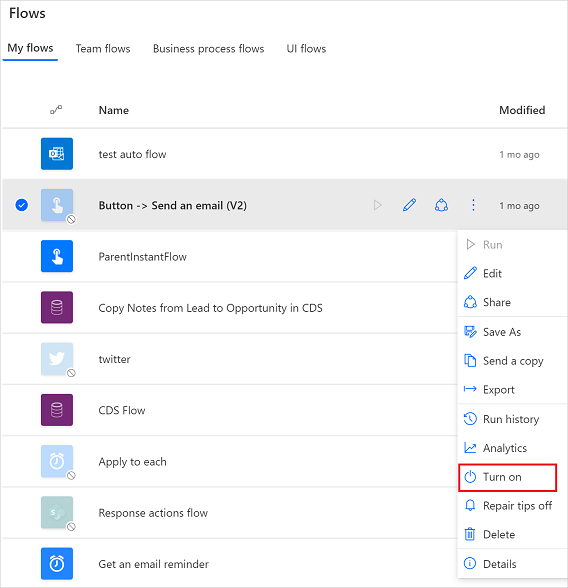 Flows
My flows Team flows Business process flows UI flows
Name Modified
test auto flow 1 mo ago
Button -> Send an email (V2) 1 mo ago
ParentInstantFlow
Copy Notes from Lead to Opportunity in CDS
twitter
CDS Flow
Apply to each
Response actions flow
Get an email reminder
Run
Edit
Share
Save As
Send a copy
Export
Run history
Analytics
Turn on
Repair tips off
Delete
Details